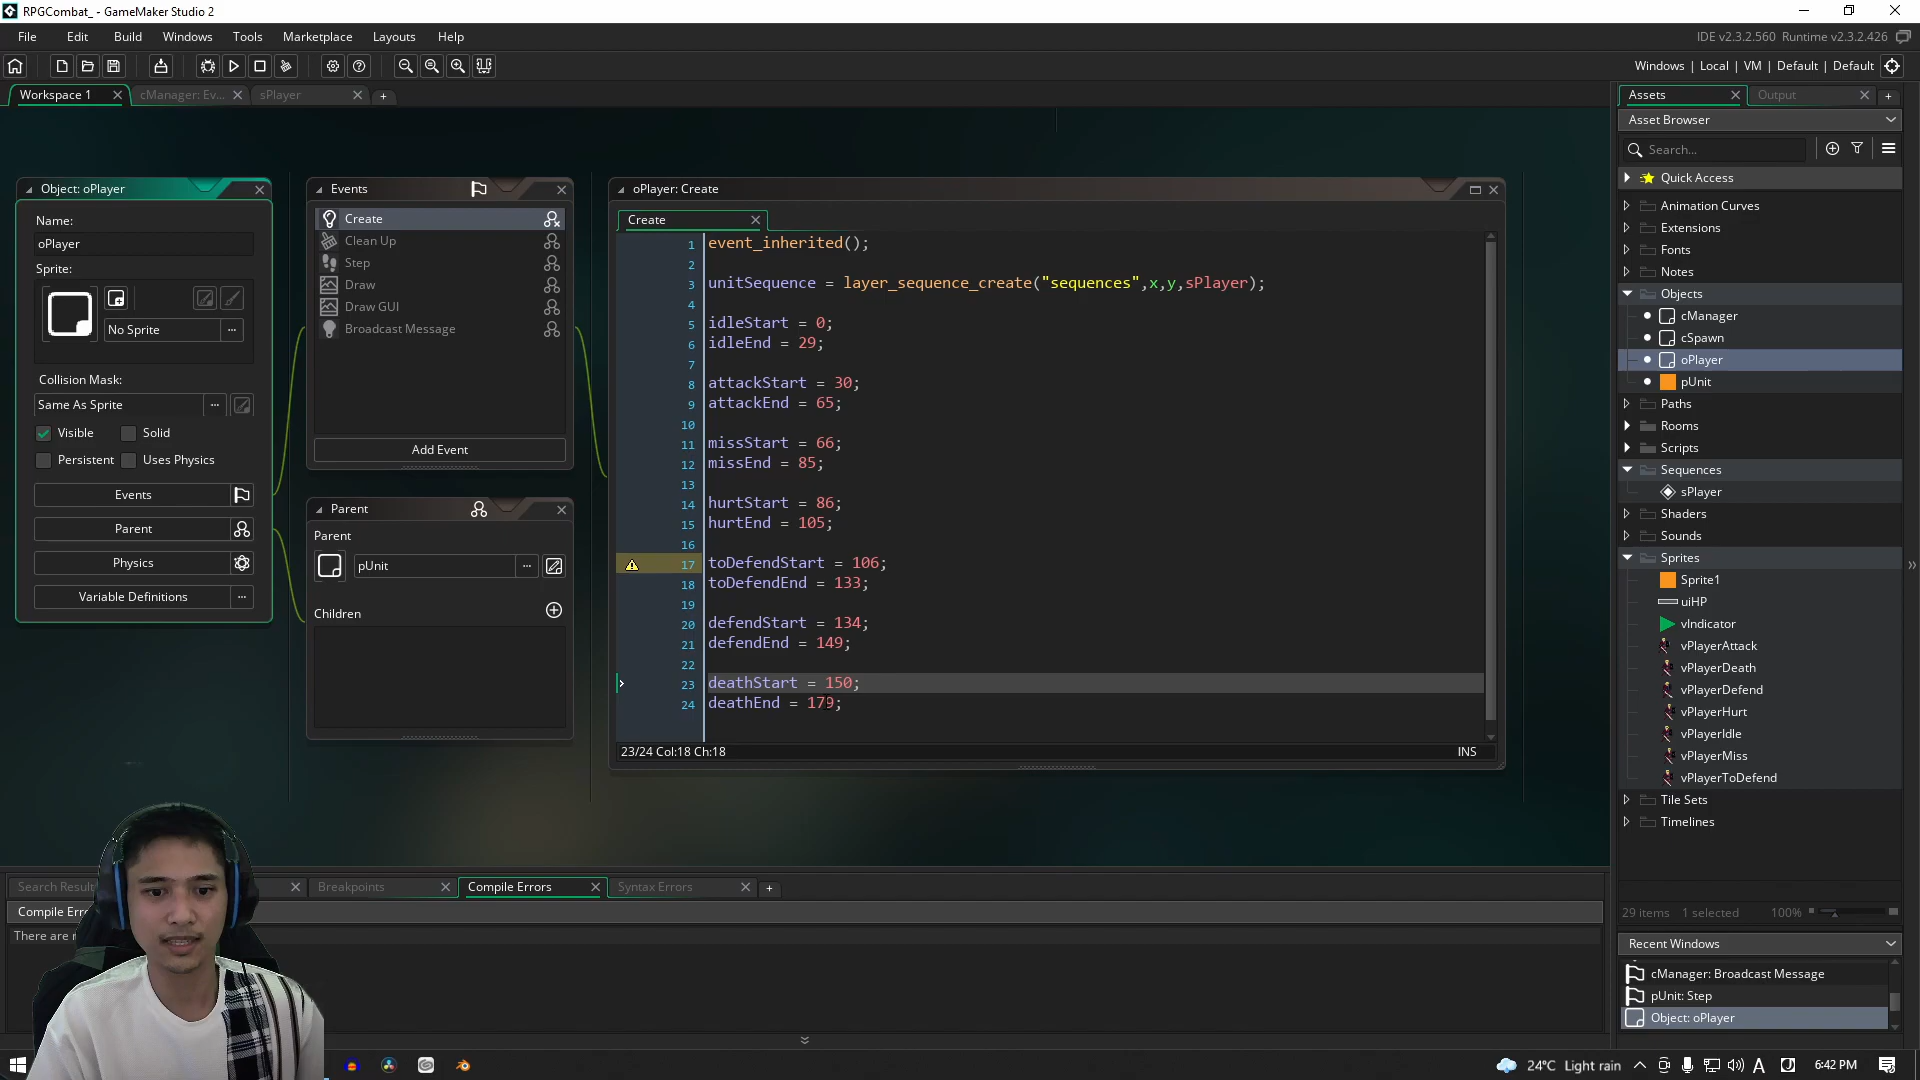 RPGCombat_ - GameMaker Studio 2
File Edit Build Windows Tools Marketplace Layouts Help
IDE v2.3.2.560 Runtime v2.3.2.426
Windows | Local | VM | Default | Default
Workspace 1
cManager: Ev...
sPlayer
Assets
Output
Asset Browser
Search...
Quick Access
Animation Curves
Extensions
Fonts
Notes
Objects
cManager
cSpawn
oPlayer
pUnit
Paths
Rooms
Scripts
Sequences
sPlayer
Shaders
Sounds
Sprites
Sprite1
uiHP
vIndicator
vPlayerAttack
vPlayerDeath
vPlayerDefend
vPlayerHurt
vPlayerIdle
vPlayerMiss
vPlayerToDefend
Tile Sets
Timelines
29 items 1 selected 100%
Recent Windows
cManager: Broadcast Message
pUnit: Step
Object: oPlayer
Object: oPlayer
Name:
oPlayer
Sprite:
No Sprite
Collision Mask:
Same As Sprite
Visible
Solid
Persistent
Uses Physics
Events
Parent
Physics
Variable Definitions
Events
Create
Clean Up
Step
Draw
Draw GUI
Broadcast Message
Add Event
Parent
Parent
pUnit
Children
oPlayer: Create
Create
1 event_inherited();
2
3 unitSequence = layer_sequence_create("sequences",x,y,sPlayer);
4
5 idleStart = 0;
6 idleEnd = 29;
7
8 attackStart = 30;
9 attackEnd = 65;
10
11 missStart = 66;
12 missEnd = 85;
13
14 hurtStart = 86;
15 hurtEnd = 105;
16
17 toDefendStart = 106;
18 toDefendEnd = 133;
19
20 defendStart = 134;
21 defendEnd = 149;
22
23 deathStart = 150;
24 deathEnd = 179;
23/24 Col:18 Ch:18
INS
Search Result
Breakpoints
Compile Errors
Syntax Errors
Compile Erro
There are n
24°C Light rain
6:42 PM